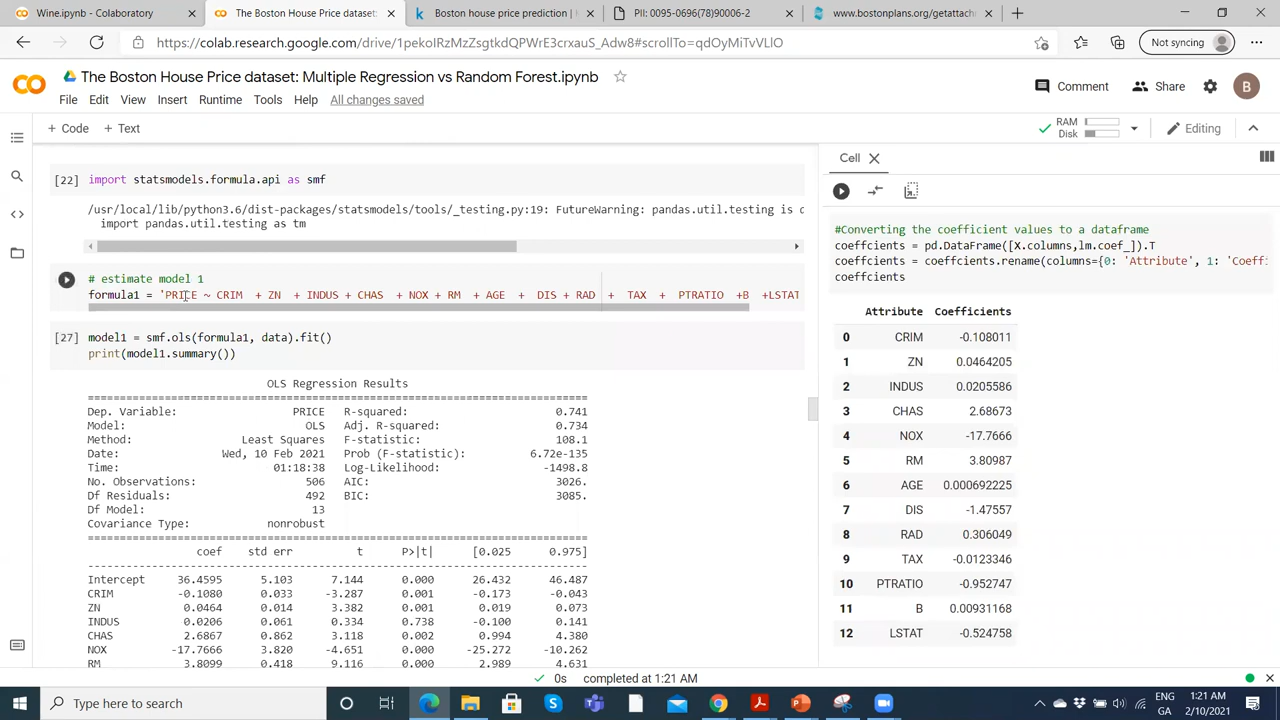 Wine.ipynb - Colaboratory
The Boston House Price dataset:
Boston house price prediction |
PII: 0095-0696(78)90006-2
www.bostonplans.org/getattachm
https://colab.research.google.com/drive/1pekoIRzMzZsgtkdQPWrE3crxauS_Adw8#scrollTo=qdOyMiTvVLlO
Not syncing
The Boston House Price dataset: Multiple Regression vs Random Forest.ipynb
Comment
Share
B
File Edit View Insert Runtime Tools Help All changes saved
+ Code + Text
RAM
Disk
Editing
Cell
[22] import statsmodels.formula.api as smf
/usr/local/lib/python3.6/dist-packages/statsmodels/tools/_testing.py:19: FutureWarning: pandas.util.testing is d
import pandas.util.testing as tm
# estimate model 1
formula1 = 'PRICE ~ CRIM + ZN + INDUS + CHAS + NOX + RM + AGE + DIS + RAD + TAX + PTRATIO +B +LSTAT
[27] model1 = smf.ols(formula1, data).fit()
print(model1.summary())
OLS Regression Results
Dep. Variable: PRICE R-squared: 0.741
Model: OLS Adj. R-squared: 0.734
Method: Least Squares F-statistic: 108.1
Date: Wed, 10 Feb 2021 Prob (F-statistic): 6.72e-135
Time: 01:18:38 Log-Likelihood: -1498.8
No. Observations: 506 AIC: 3026.
Df Residuals: 492 BIC: 3085.
Df Model: 13
Covariance Type: nonrobust
coef std err t P>|t| [0.025 0.975]
Intercept 36.4595 5.103 7.144 0.000 26.432 46.487
CRIM -0.1080 0.033 -3.287 0.001 -0.173 -0.043
ZN 0.0464 0.014 3.382 0.001 0.019 0.073
INDUS 0.0206 0.061 0.334 0.738 -0.100 0.141
CHAS 2.6867 0.862 3.118 0.002 0.994 4.380
NOX -17.7666 3.820 -4.651 0.000 -25.272 -10.262
RM 3.8099 0.418 9.116 0.000 2.989 4.631
#Converting the coefficient values to a dataframe
coeffcients = pd.DataFrame([X.columns,lm.coef_]).T
coeffcients = coeffcients.rename(columns={0: 'Attribute', 1: 'Coeffi
coeffcients
Attribute Coefficients
0 CRIM -0.108011
1 ZN 0.0464205
2 INDUS 0.0205586
3 CHAS 2.68673
4 NOX -17.7666
5 RM 3.80987
6 AGE 0.000692225
7 DIS -1.47557
8 RAD 0.306049
9 TAX -0.0123346
10 PTRATIO -0.952747
11 B 0.00931168
12 LSTAT -0.524758
0s completed at 1:21 AM
Type here to search
ENG
GA
1:21 AM
2/10/2021